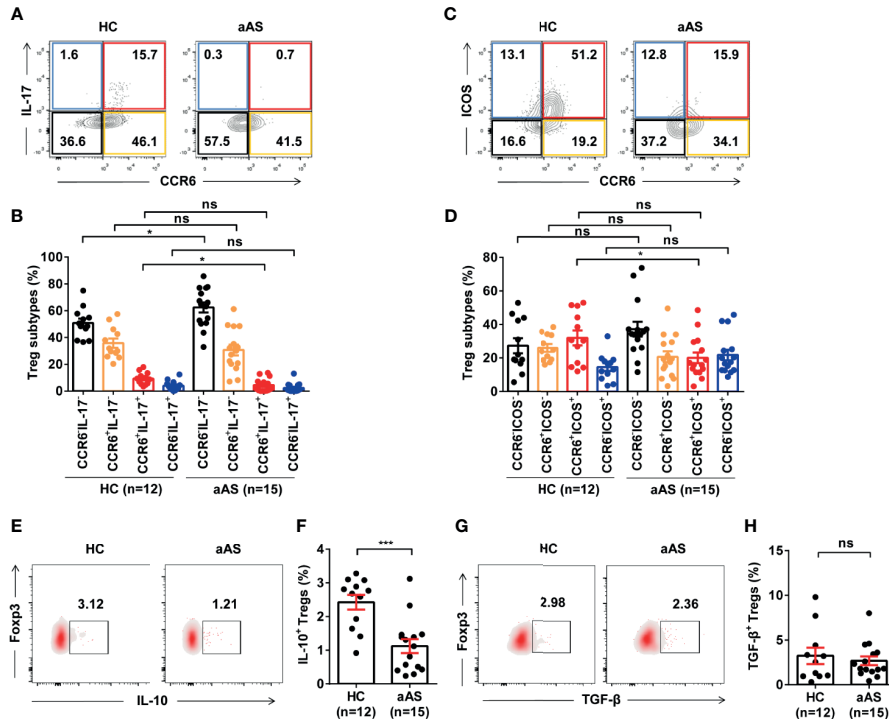 A
HC
aAS
1.6
15.7
36.6
46.1
0.3
0.7
57.5
41.5
IL-17
CCR6
B
ns
ns
*
ns
*
Treg subtypes (%)
100
80
60
40
20
0
CCR6⁻IL-17⁻
CCR6⁺IL-17⁻
CCR6⁺IL-17⁺
CCR6⁻IL-17⁺
CCR6⁻IL-17⁻
CCR6⁺IL-17⁻
CCR6⁺IL-17⁺
CCR6⁻IL-17⁺
HC (n=12)
aAS (n=15)
C
HC
aAS
13.1
51.2
16.6
19.2
12.8
15.9
37.2
34.1
ICOS
CCR6
D
ns
ns
ns
ns
*
Treg subtypes (%)
80
60
40
20
0
CCR6⁻ICOS⁻
CCR6⁺ICOS⁻
CCR6⁺ICOS⁺
CCR6⁻ICOS⁺
CCR6⁻ICOS⁻
CCR6⁺ICOS⁻
CCR6⁺ICOS⁺
CCR6⁻ICOS⁺
HC (n=12)
aAS (n=15)
E
HC
aAS
3.12
1.21
Foxp3
IL-10
F
***
IL-10⁺ Tregs (%)
4
3
2
1
0
HC
(n=12)
aAS
(n=15)
G
HC
aAS
2.98
2.36
Foxp3
TGF-β
H
ns
TGF-β⁺ Tregs (%)
15
10
5
0
HC
(n=12)
aAS
(n=15)